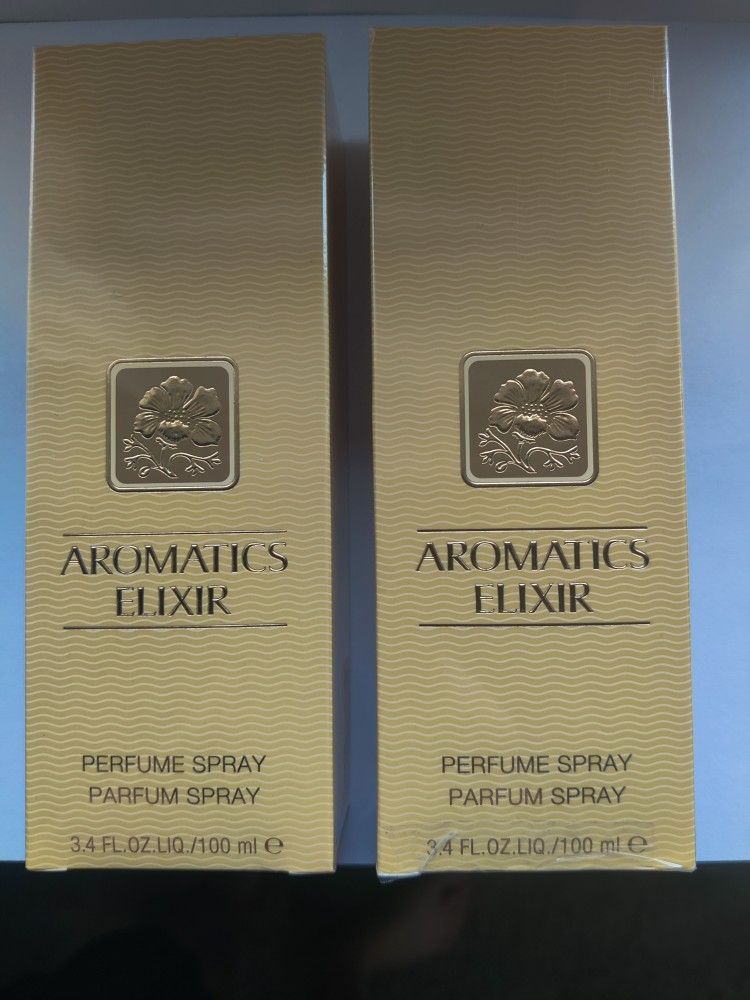 AROMATICS
ELIXIR
PERFUME SPRAY
PARFUM SPRAY
3.4 FL.OZ.LIQ./100 ml ℮
AROMATICS
ELIXIR
PERFUME SPRAY
PARFUM SPRAY
3.4 FL.OZ.LIQ./100 ml ℮